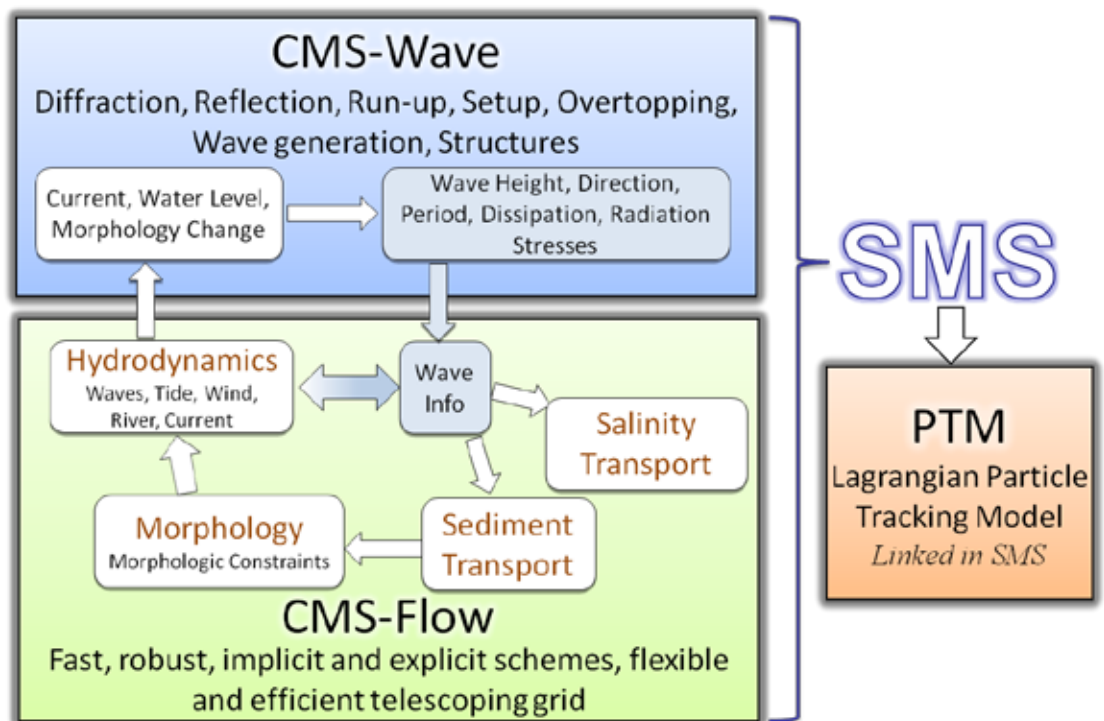 CMS-Wave
Diffraction, Reflection, Run-up, Setup, Overtopping,
Wave generation, Structures
Current, Water Level,
Morphology Change
Wave Height, Direction,
Period, Dissipation, Radiation
Stresses
SMS
Hydrodynamics
Waves, Tide, Wind,
River, Current
Wave
Info
Salinity
Transport
Morphology
Morphologic Constraints
Sediment
Transport
CMS-Flow
Fast, robust, implicit and explicit schemes, flexible
and efficient telescoping grid
PTM
Lagrangian Particle
Tracking Model
Linked in SMS